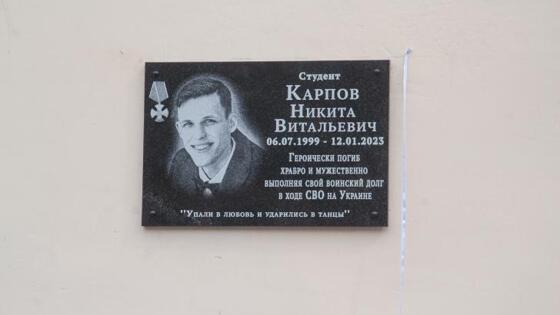 Студент
Карпов
Никита
Витальевич
06.07.1999 - 12.01.2023
Героически погиб
храбро и мужественно
выполняя свой воинский долг
в ходе СВО на Украине
"Упали в любовь и ударились в танцы"